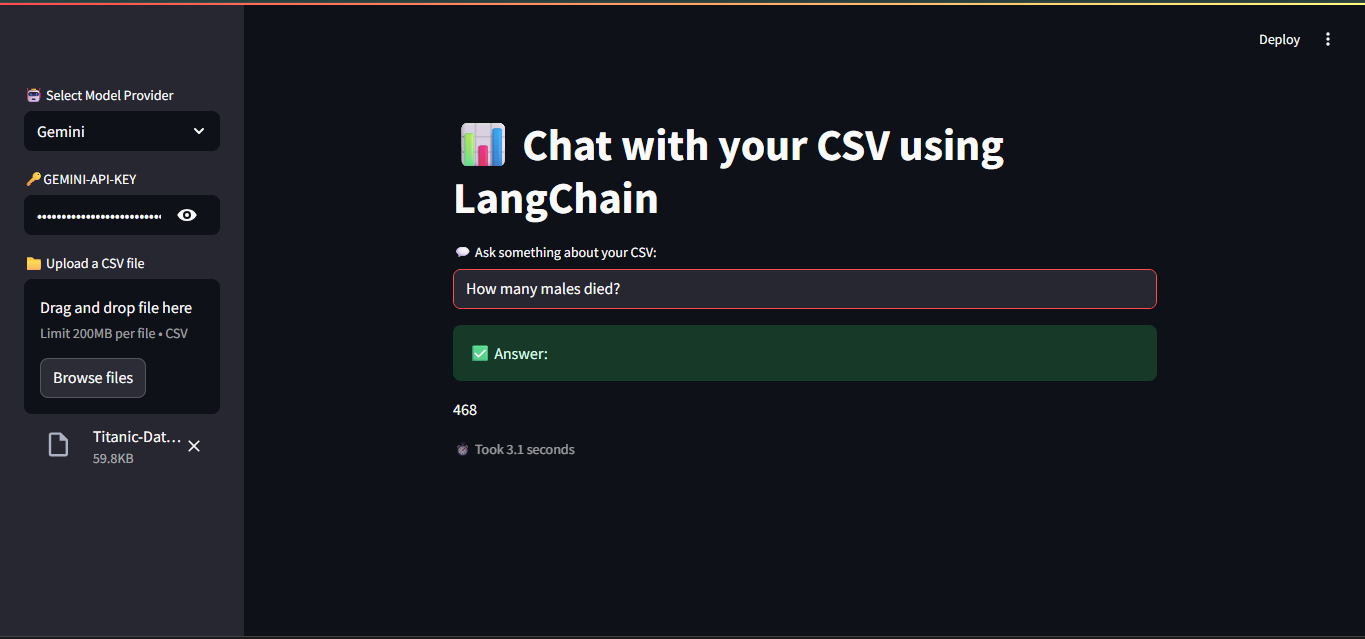 Deploy
Select Model Provider
Gemini
GEMINI-API-KEY
Upload a CSV file
Drag and drop file here
Limit 200MB per file • CSV
Browse files
Titanic-Dat...
59.8KB
Chat with your CSV using
LangChain
Ask something about your CSV:
How many males died?
Answer:
468
Took 3.1 seconds